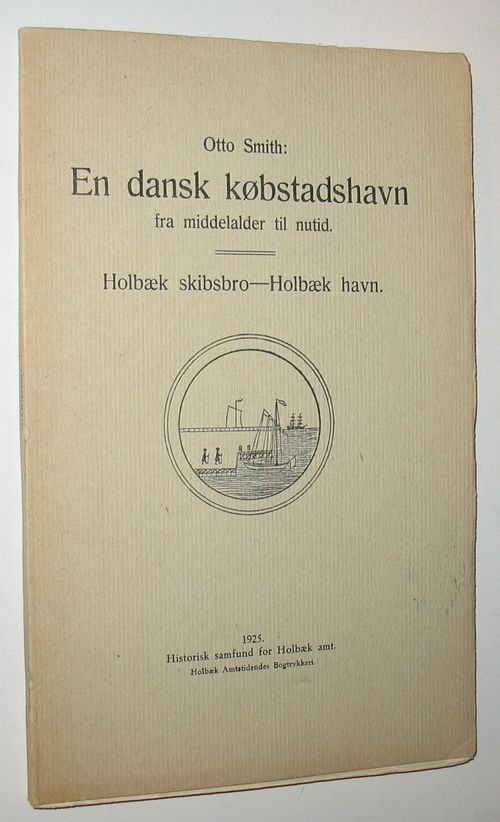 Otto Smith:
En dansk købstadshavn
fra middelalder til nutid.
Holbæk skibsbro—Holbæk havn.
1925.
Historisk samfund for Holbæk amt.
Holbæk Amtstidendes Bogtrykkeri.